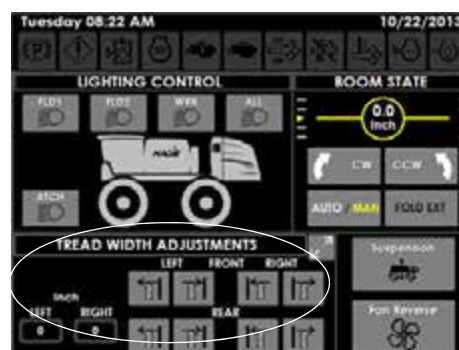 Tuesday 08:22 AM 10/22/2013
LIGHTING CONTROL
BOOM STATE
FLD1 FLD2 WRK ALL
0.0
Inch
HAGIE
CW CCW
ATCH
AUTO / MAN FOLD EXT
TREAD WIDTH ADJUSTMENTS
LEFT FRONT RIGHT
Suspension
Inch
LEFT RIGHT
REAR
0 0
Fan Reverse